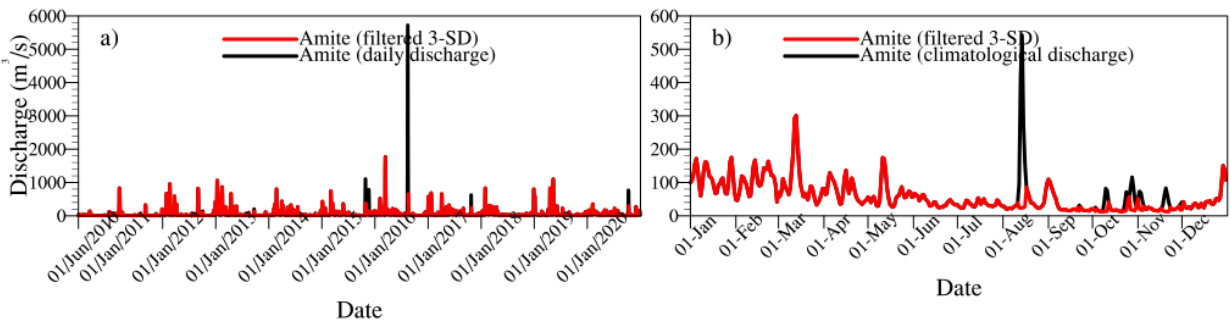 a)
Amite (filtered 3-SD)
Amite (daily discharge)
Discharge (m³/s)
6000
5000
4000
3000
2000
1000
0
01/Jun/2010
01/Jan/2011
01/Jan/2012
01/Jan/2013
01/Jan/2014
01/Jan/2015
01/Jan/2016
01/Jan/2017
01/Jan/2018
01/Jan/2019
01/Jan/2020
Date
b)
Amite (filtered 3-SD)
Amite (climatological discharge)
600
500
400
300
200
100
0
01-Jan
01-Feb
01-Mar
01-Apr
01-May
01-Jun
01-Jul
01-Aug
01-Sep
01-Oct
01-Nov
01-Dec
Date